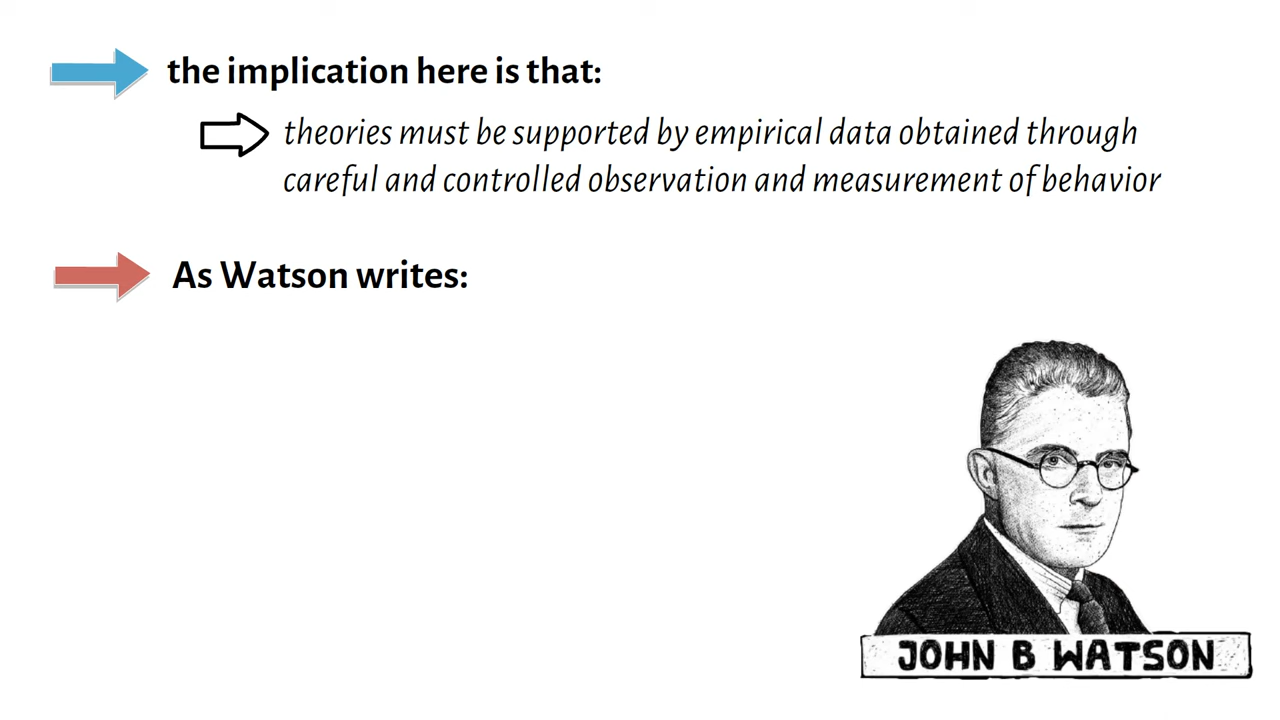 the implication here is that:
theories must be supported by empirical data obtained through
careful and controlled observation and measurement of behavior
As Watson writes:
JOHN B WATSON